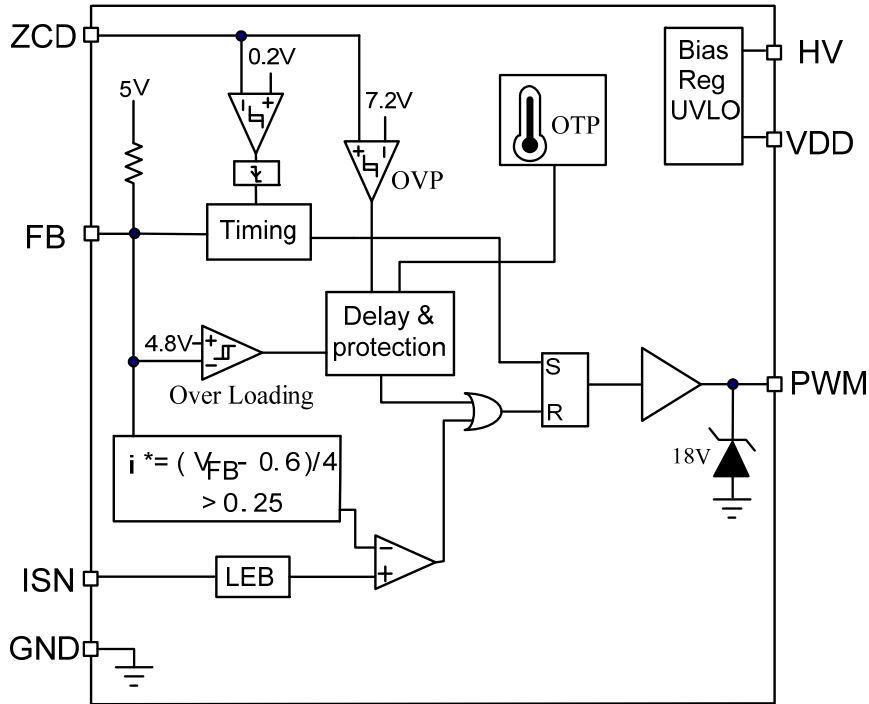 ZCD
0.2V
5V
7.2V
OVP
OTP
Bias
Reg
UVLO
HV
VDD
FB
Timing
4.8V
Over Loading
Delay &
protection
S
R
PWM
18V
i *= ( VFB - 0.6)/4
> 0.25
ISN
LEB
GND